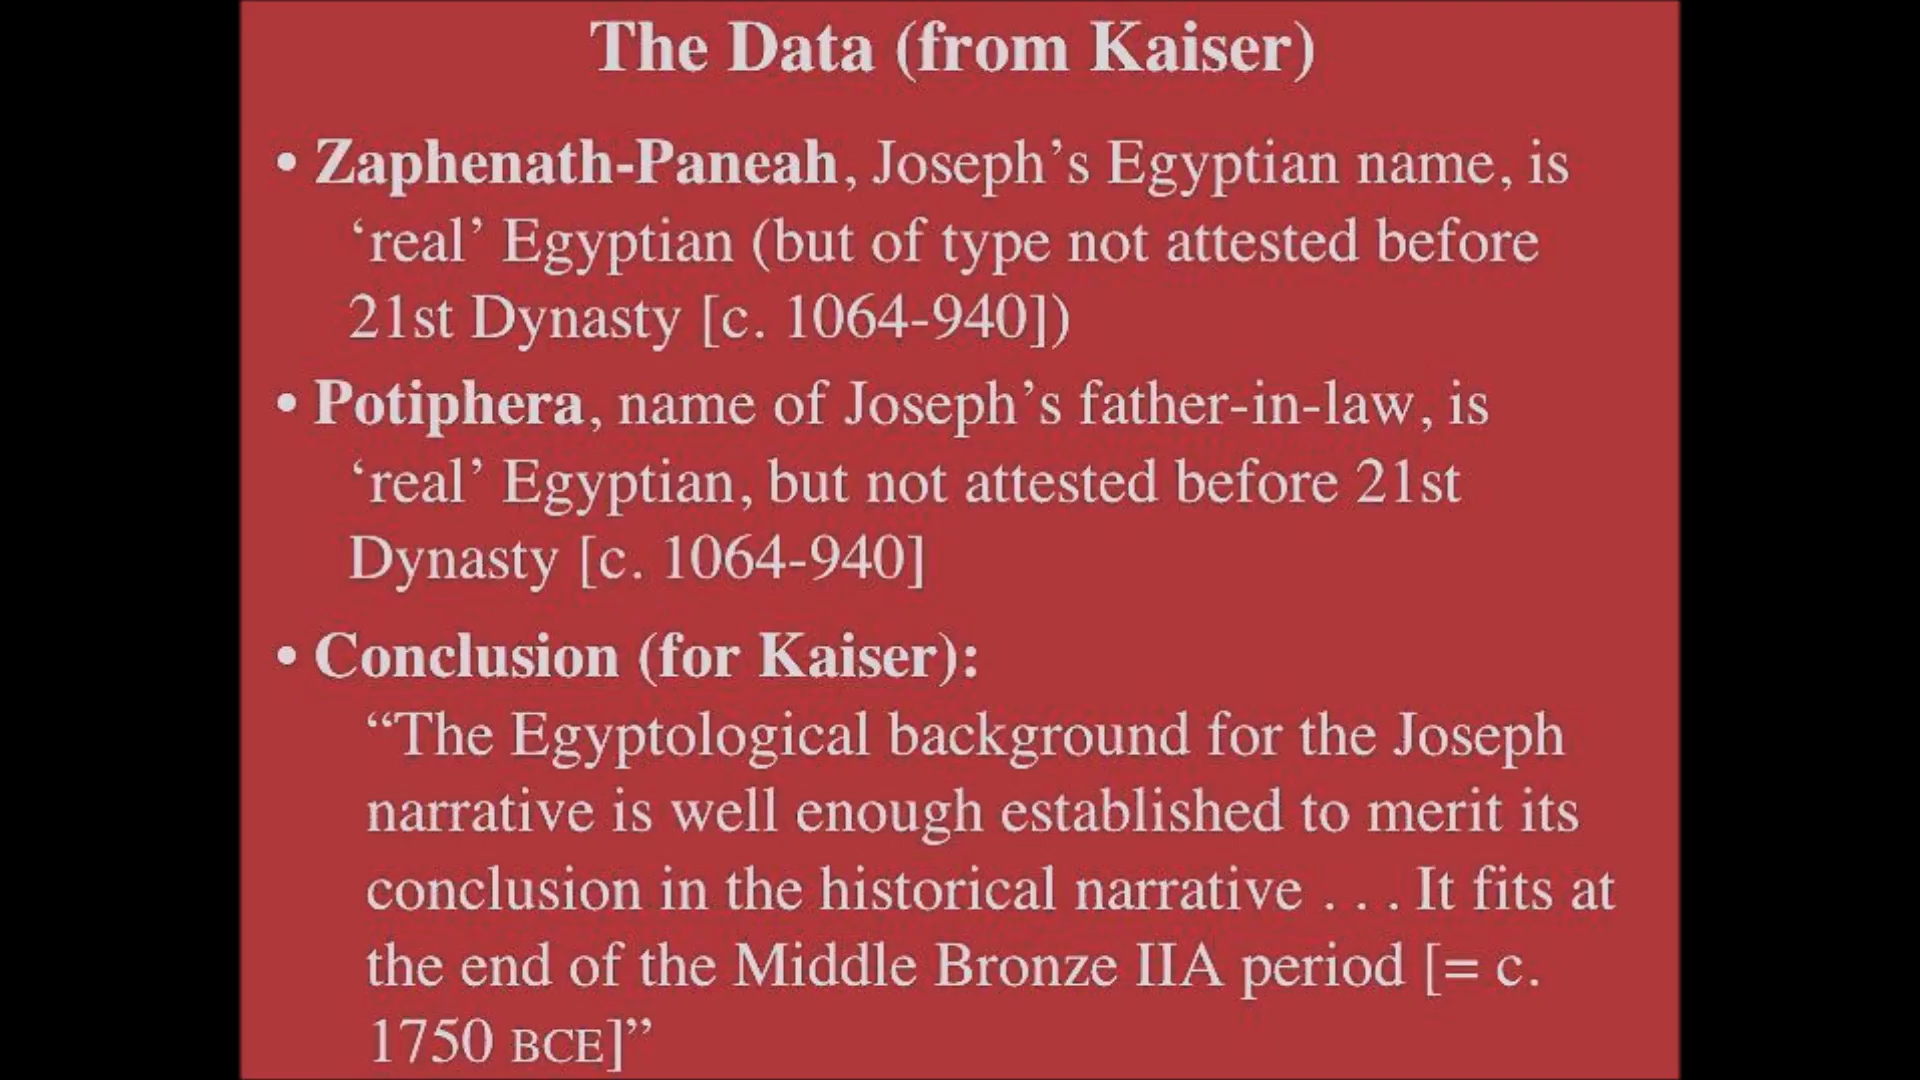 The Data (from Kaiser)
• Zaphenath-Paneah, Joseph’s Egyptian name, is
‘real’ Egyptian (but of type not attested before
21st Dynasty [c. 1064-940])
• Potiphera, name of Joseph’s father-in-law, is
‘real’ Egyptian, but not attested before 21st
Dynasty [c. 1064-940]
• Conclusion (for Kaiser):
“The Egyptological background for the Joseph
narrative is well enough established to merit its
conclusion in the historical narrative . . . It fits at
the end of the Middle Bronze IIA period [= c.
1750 BCE]”